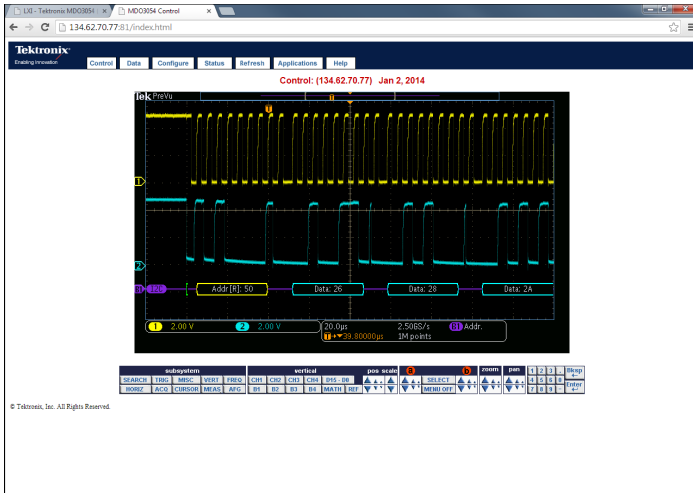 LXI - Tektronix MDO3054 × MDO3054 Control ×
134.62.70.77:81/index.html
Tektronix
Enabling Innovation
Control Data Configure Status Refresh Applications Help
Control: (134.62.70.77) Jan 2, 2014
Tek PreVu
T
T
1
2
B1 I2C Addr[R]: 50 Data: 26 Data: 28 Data: 2A
1 2.00 V 2 2.00 V 20.0µs 2.50GS/s B1 Addr.
T→▼39.80000µs 1M points
subsystem vertical pos scale a b zoom pan
SEARCH TRIG MISC VERT FREQ CH1 CH2 CH3 CH4 D15 - D0 SELECT 1 2 3 . Bksp
HORIZ ACQ CURSOR MEAS AFG B1 B2 B3 B4 MATH REF MENU OFF 4 5 6 0 Enter
7 8 9 -
© Tektronix, Inc. All Rights Reserved.